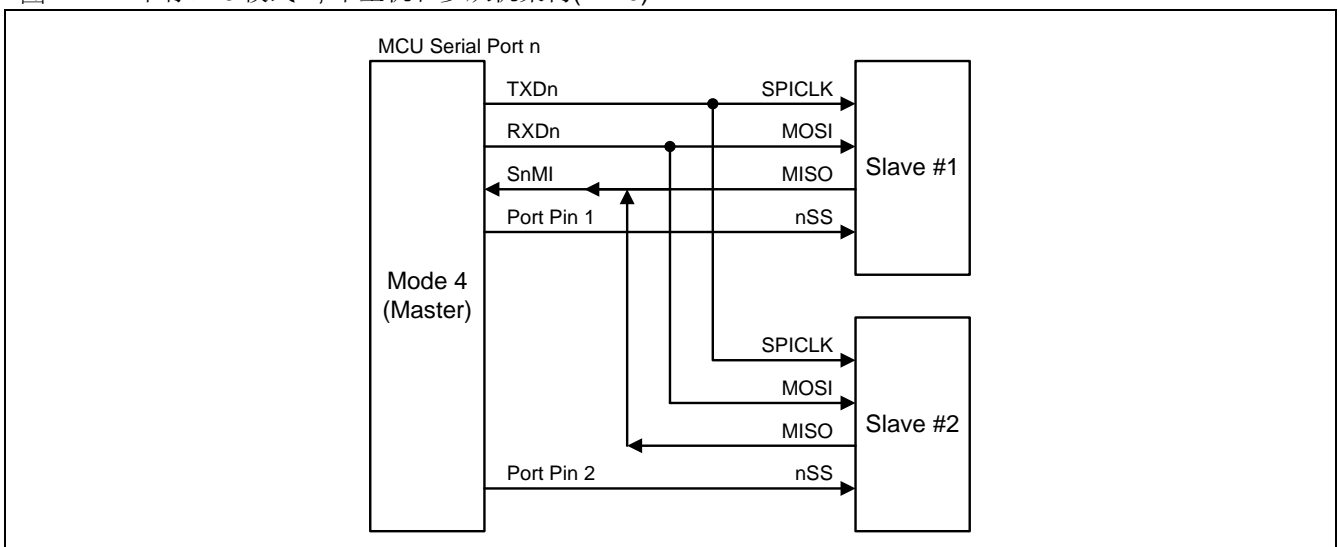 MCU Serial Port n
TXDn
SPICLK
RXDn
MOSI
SnMI
MISO
Port Pin 1
nSS
Slave #1
Mode 4
(Master)
SPICLK
MOSI
MISO
Port Pin 2
nSS
Slave #2